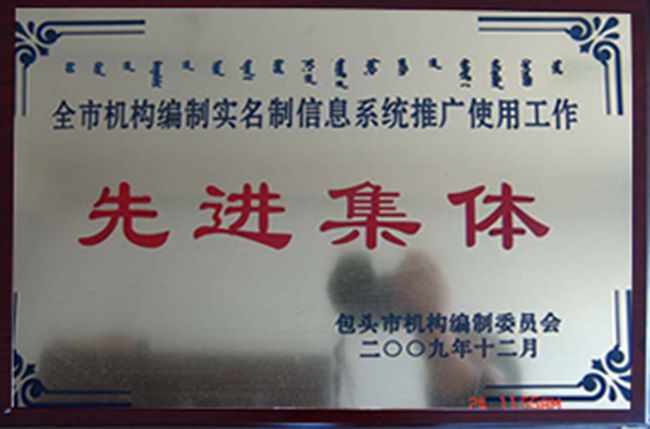 全市机构编制实名制信息系统推广使用工作
先进集体
包头市机构编制委员会
二〇〇九年十二月
11:55AM